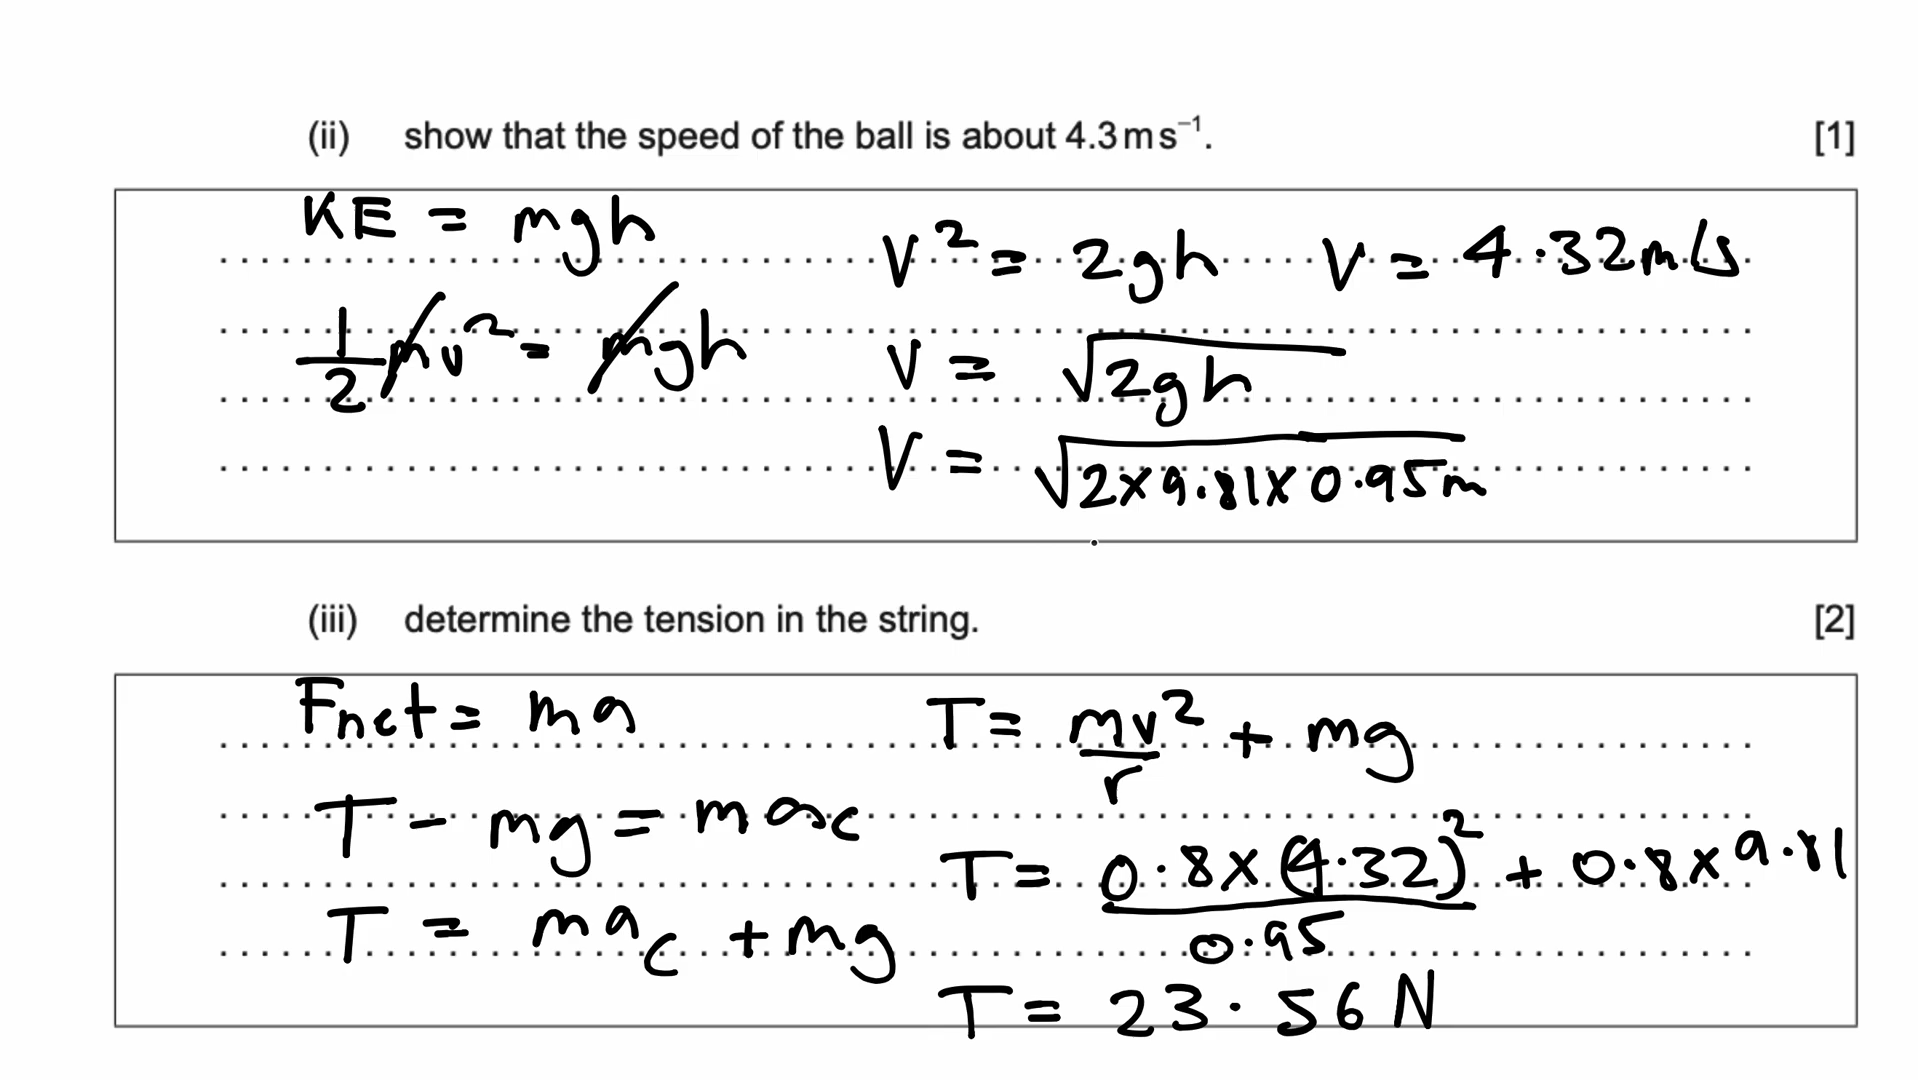 (ii) show that the speed of the ball is about 4.3 m s⁻¹. [1]
KE = mgh
1/2 mv² = mgh
V² = 2gh
V = √2gh
V = √2×9.81×0.95m
V = 4.32m/s
(iii) determine the tension in the string. [2]
Fnet = ma
T - mg = mac
T = mac + mg
T = mv²/r + mg
T = 0.8×(4.32)²/0.95 + 0.8×9.81
T = 23.56 N